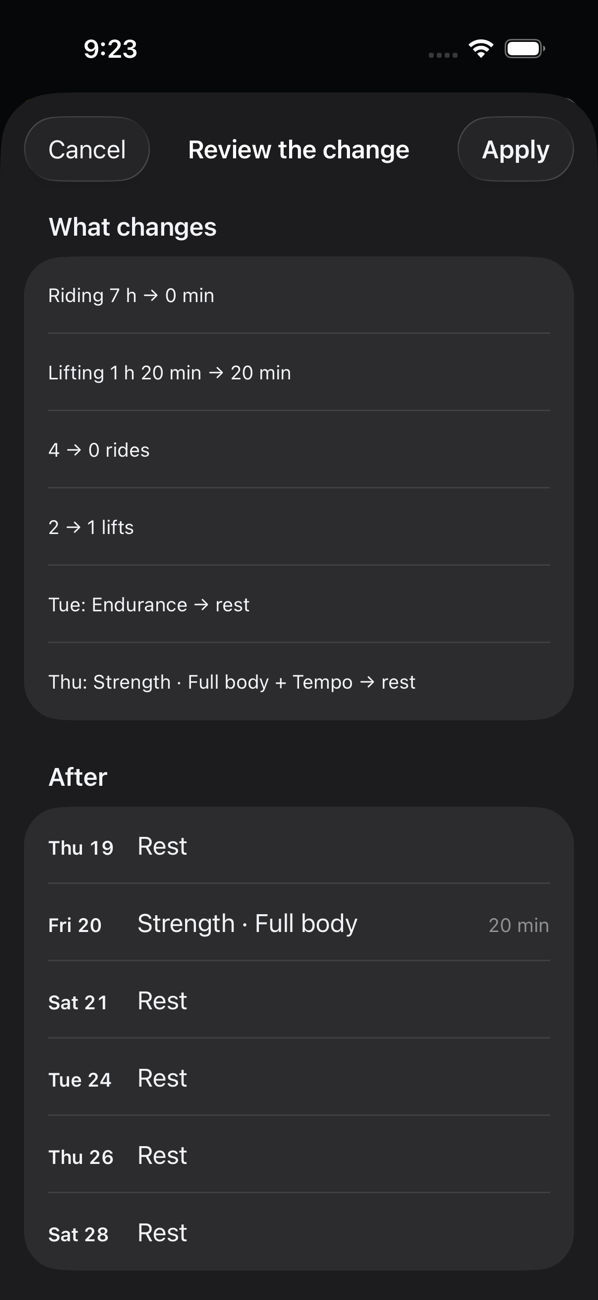 9:23
Cancel
Review the change
Apply
What changes
Riding 7 h → 0 min
Lifting 1 h 20 min → 20 min
4 → 0 rides
2 → 1 lifts
Tue: Endurance → rest
Thu: Strength · Full body + Tempo → rest
After
Thu 19 Rest
Fri 20 Strength · Full body 20 min
Sat 21 Rest
Tue 24 Rest
Thu 26 Rest
Sat 28 Rest